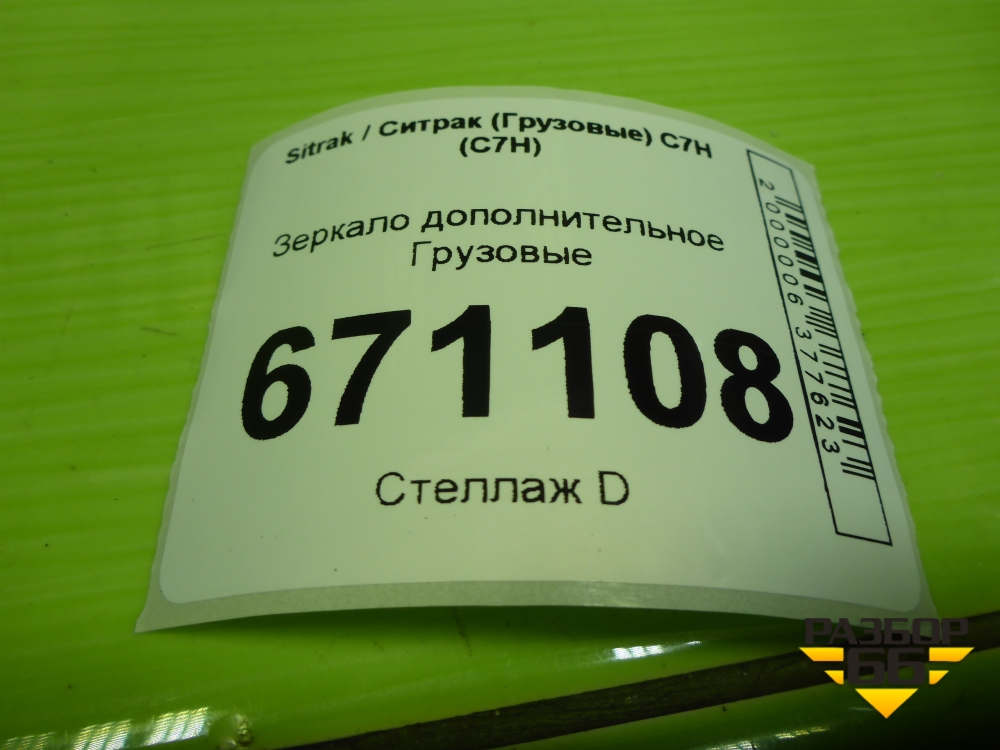 Sitrak / Ситрак (Грузовые) C7H
(C7H)
Зеркало дополнительное
Грузовые
671108
Стеллаж D
2000006377623
РАЗБОР
66